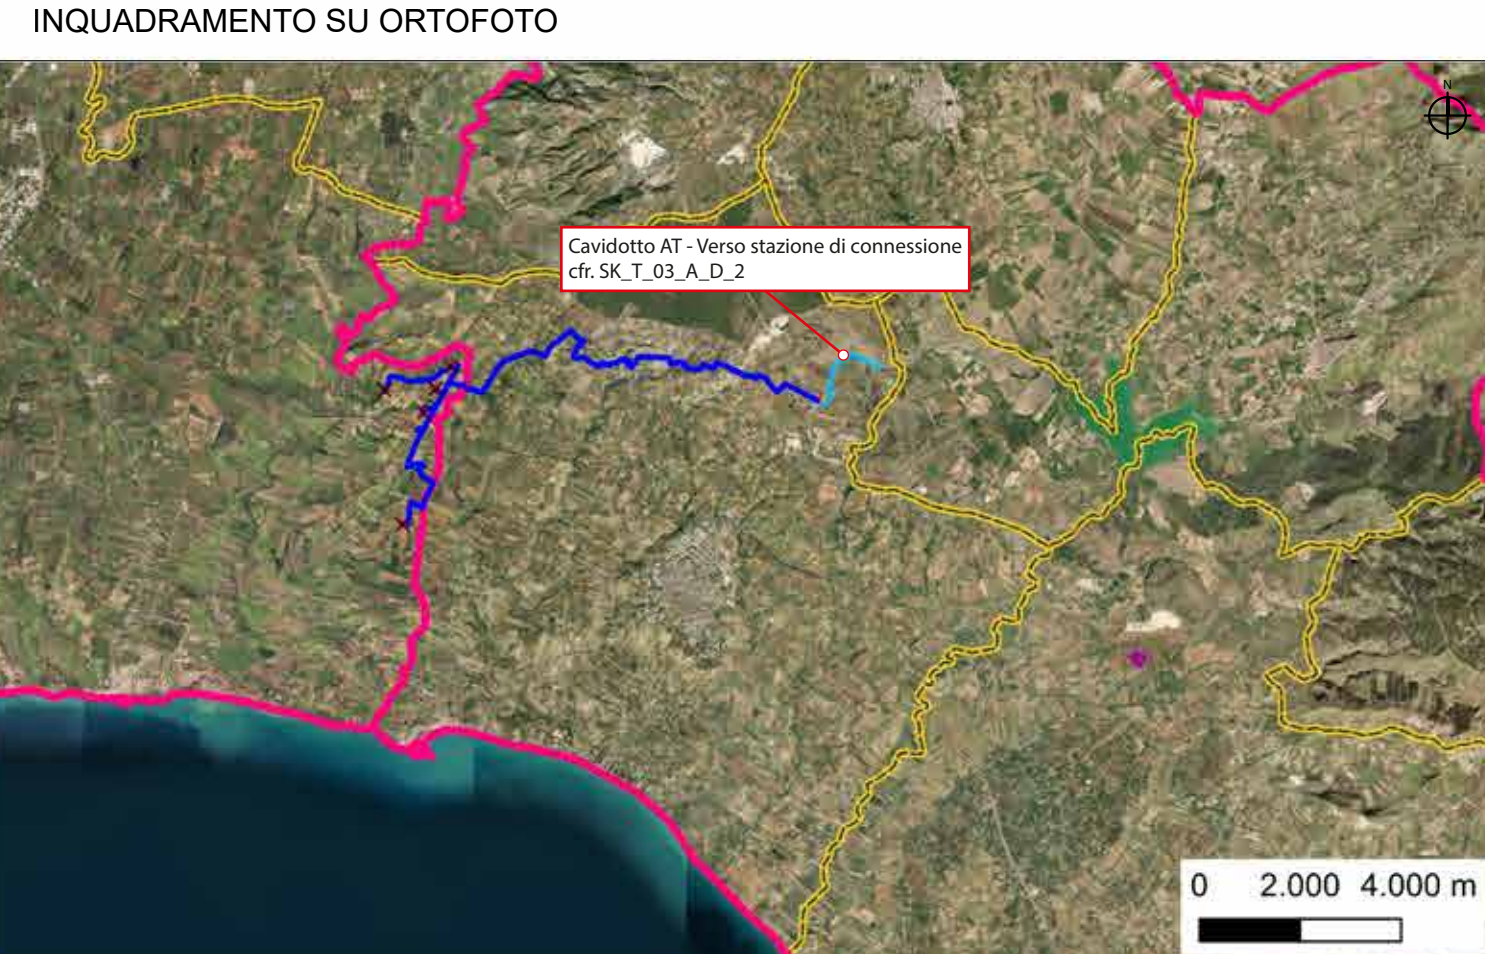 INQUADRAMENTO SU ORTOFOTO
N
Cavidotto AT - Verso stazione di connessione
cfr. SK_T_03_A_D_2
0 2.000 4.000 m